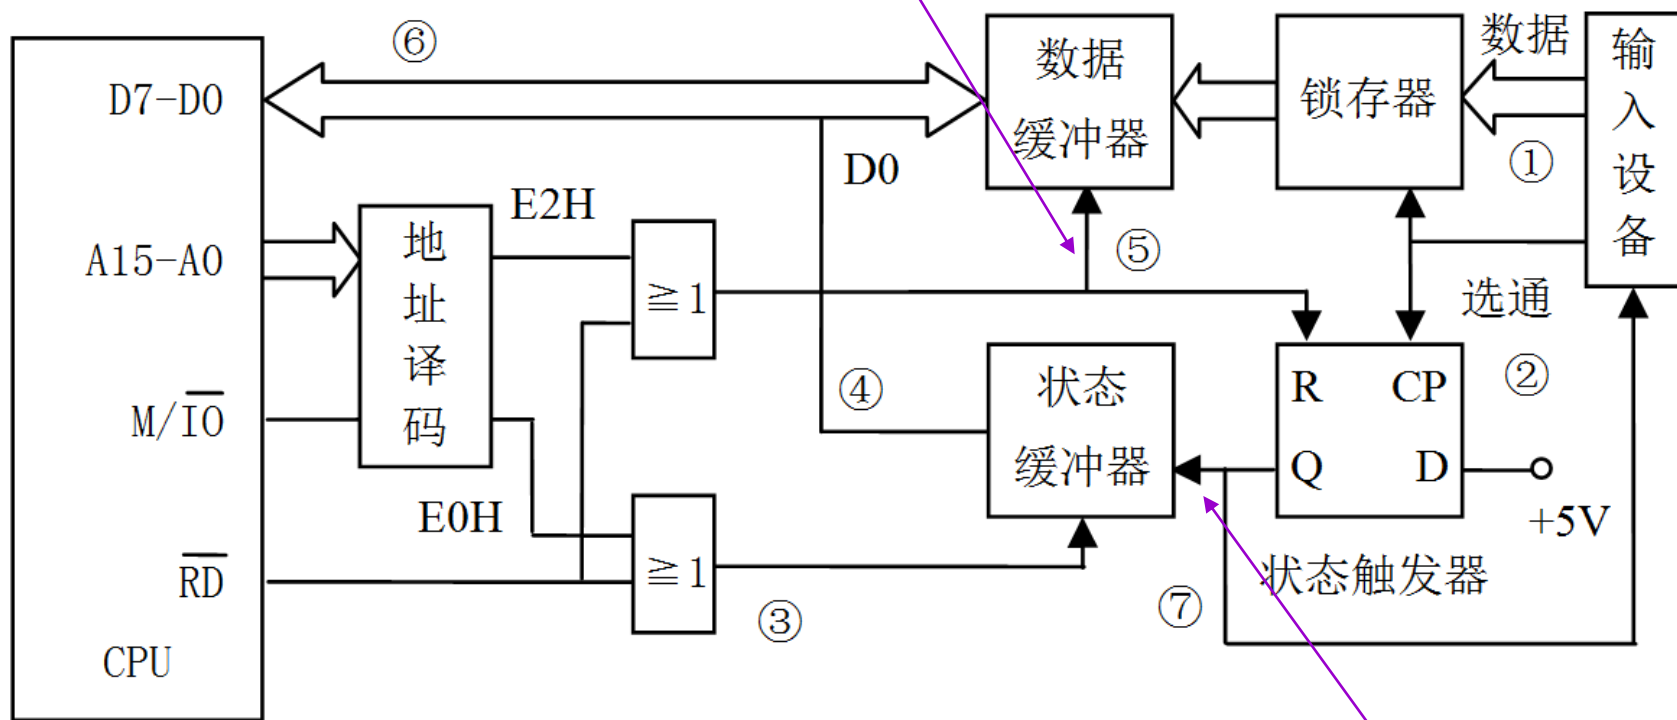 ⑥
D7-D0
A15-A0
M/IO
RD
CPU
地址译码
E2H
E0H
≧1
≧1
D0
数据缓冲器
锁存器
数据
输入设备
①
⑤
选通
②
④
状态缓冲器
R CP
Q D
+5V
状态触发器
③
⑦